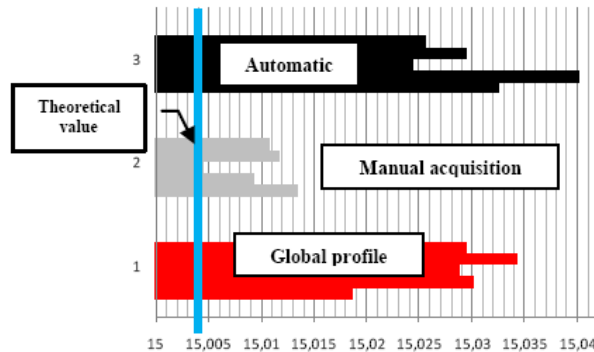 3
Automatic
Theoretical
value
2
Manual acquisition
Global profile
1
15 15,005 15,01 15,015 15,02 15,025 15,03 15,035 15,04